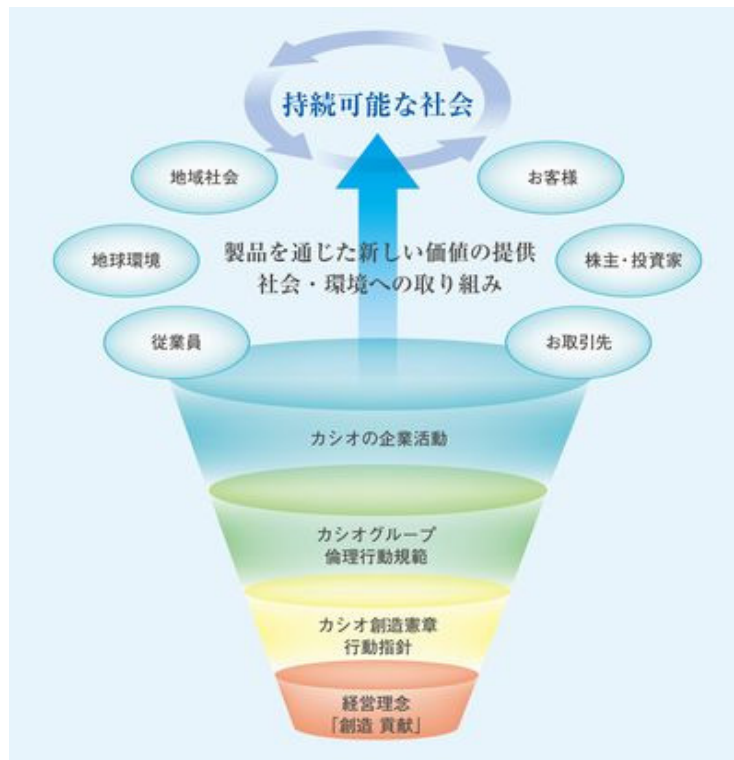 持続可能な社会
地域社会
お客様
地球環境
製品を通じた新しい価値の提供
社会・環境への取り組み
株主・投資家
従業員
お取引先
カシオの企業活動
カシオグループ
倫理行動規範
カシオ創造憲章
行動指針
経営理念
「創造 貢献」